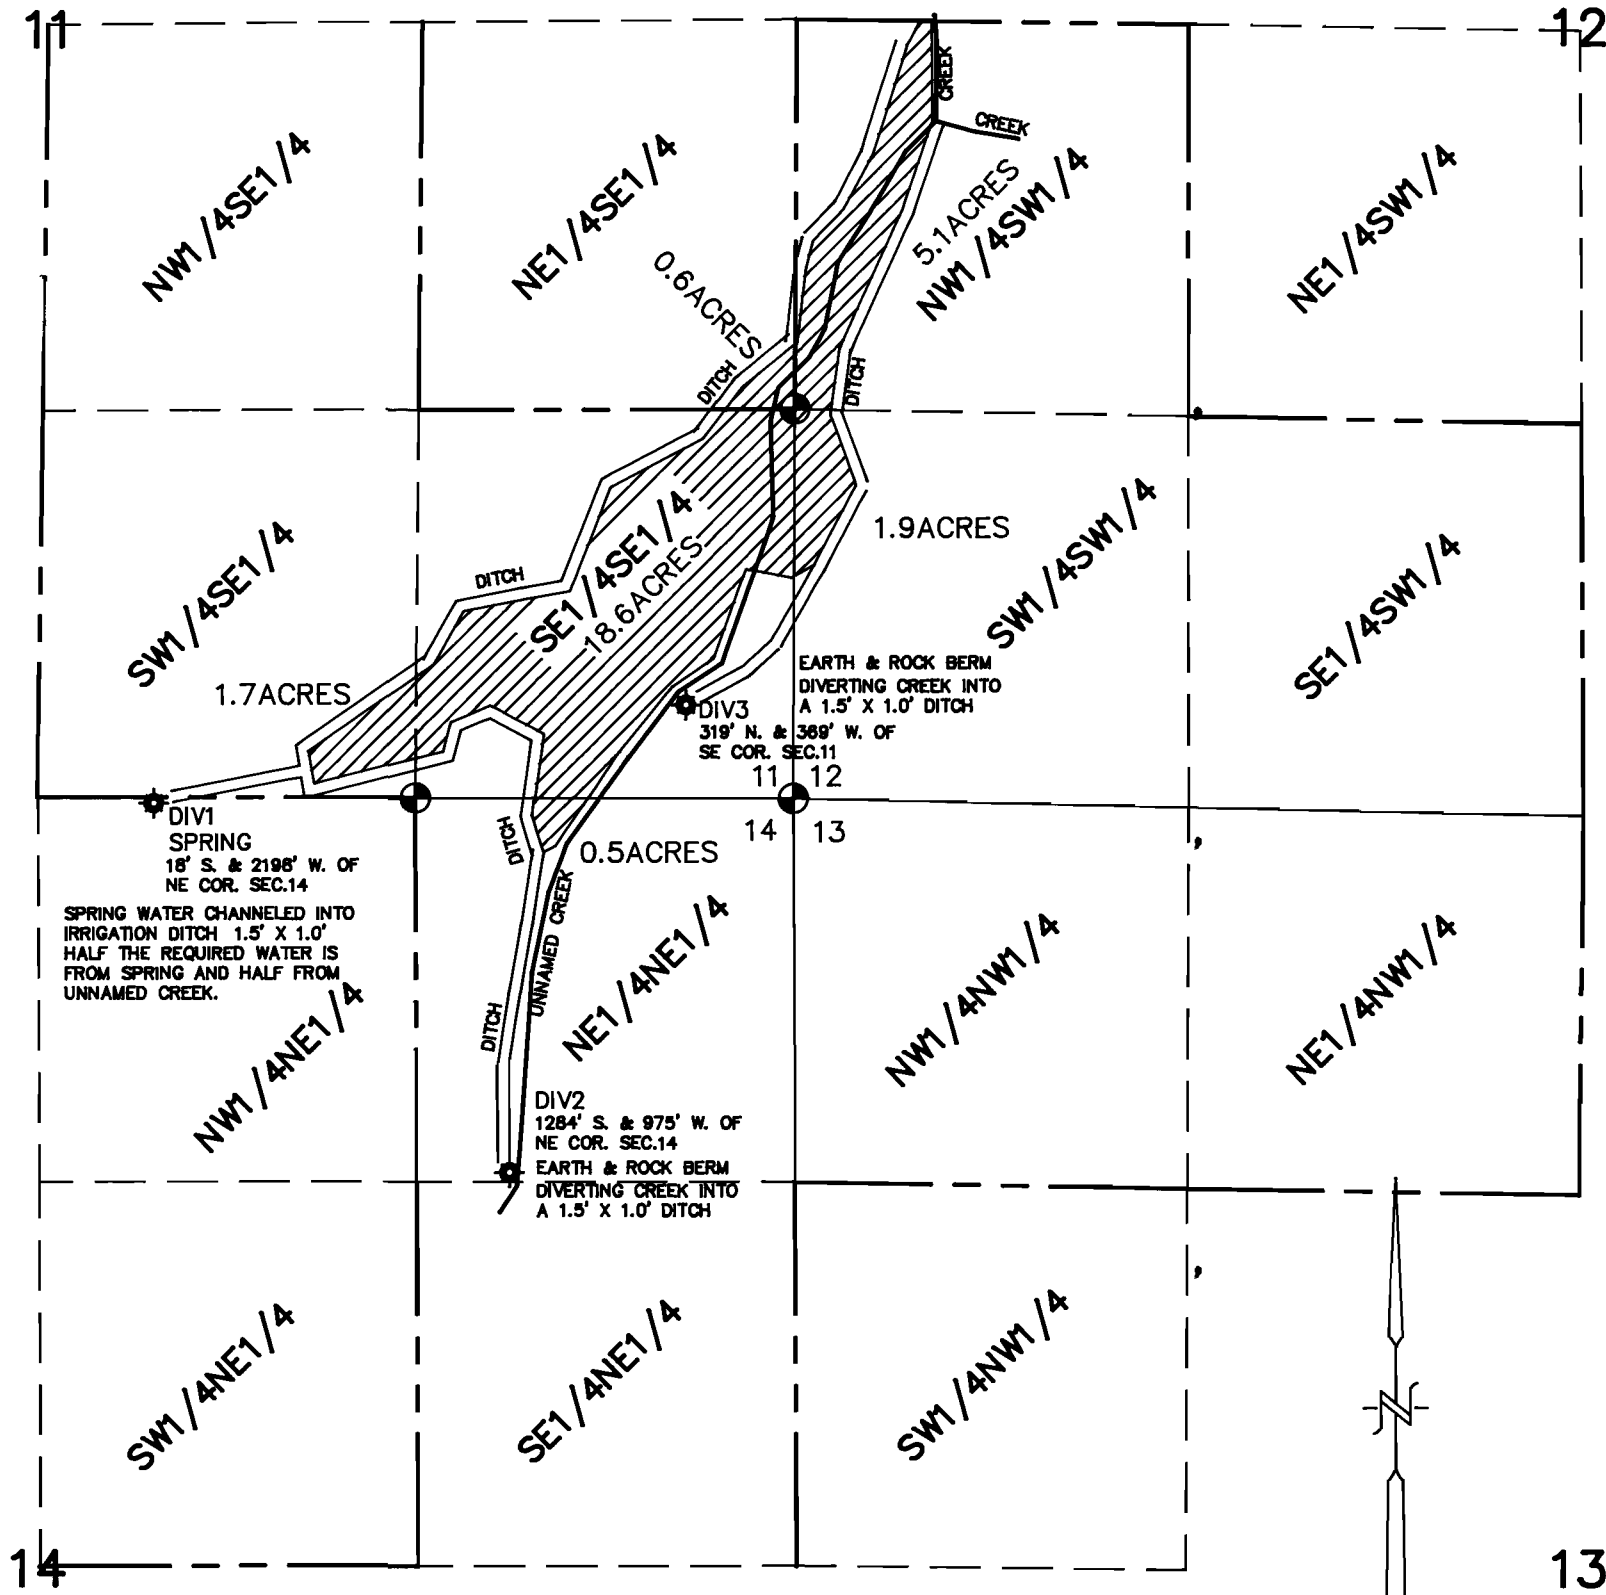 11
12
CREEK
CREEK
NW1/4SE1/4
NE1/4SE1/4
5.1ACRES
NW1/4SW1/4
NE1/4SW1/4
0.6ACRES
DITCH
DITCH
1.9ACRES
SW1/4SE1/4
DITCH
SE1/4SE1/4
18.6ACRES
SW1/4SW1/4
SE1/4SW1/4
1.7ACRES
EARTH & ROCK BERM
DIVERTING CREEK INTO
A 1.5' X 1.0' DITCH
DIV3
319' N. & 369' W. OF
SE COR. SEC.11
11 12
14 13
DIV1
SPRING
18' S. & 2198' W. OF
NE COR. SEC.14
SPRING WATER CHANNELED INTO
IRRIGATION DITCH 1.5' X 1.0'
HALF THE REQUIRED WATER IS
FROM SPRING AND HALF FROM
UNNAMED CREEK.
DITCH
0.5ACRES
UNNAMED CREEK
DITCH
NW1/4NE1/4
NE1/4NE1/4
NW1/4NW1/4
NE1/4NW1/4
DIV2
1284' S. & 975' W. OF
NE COR. SEC.14
EARTH & ROCK BERM
DIVERTING CREEK INTO
A 1.5' X 1.0' DITCH
SW1/4NE1/4
SE1/4NE1/4
SW1/4NW1/4
N
14
13